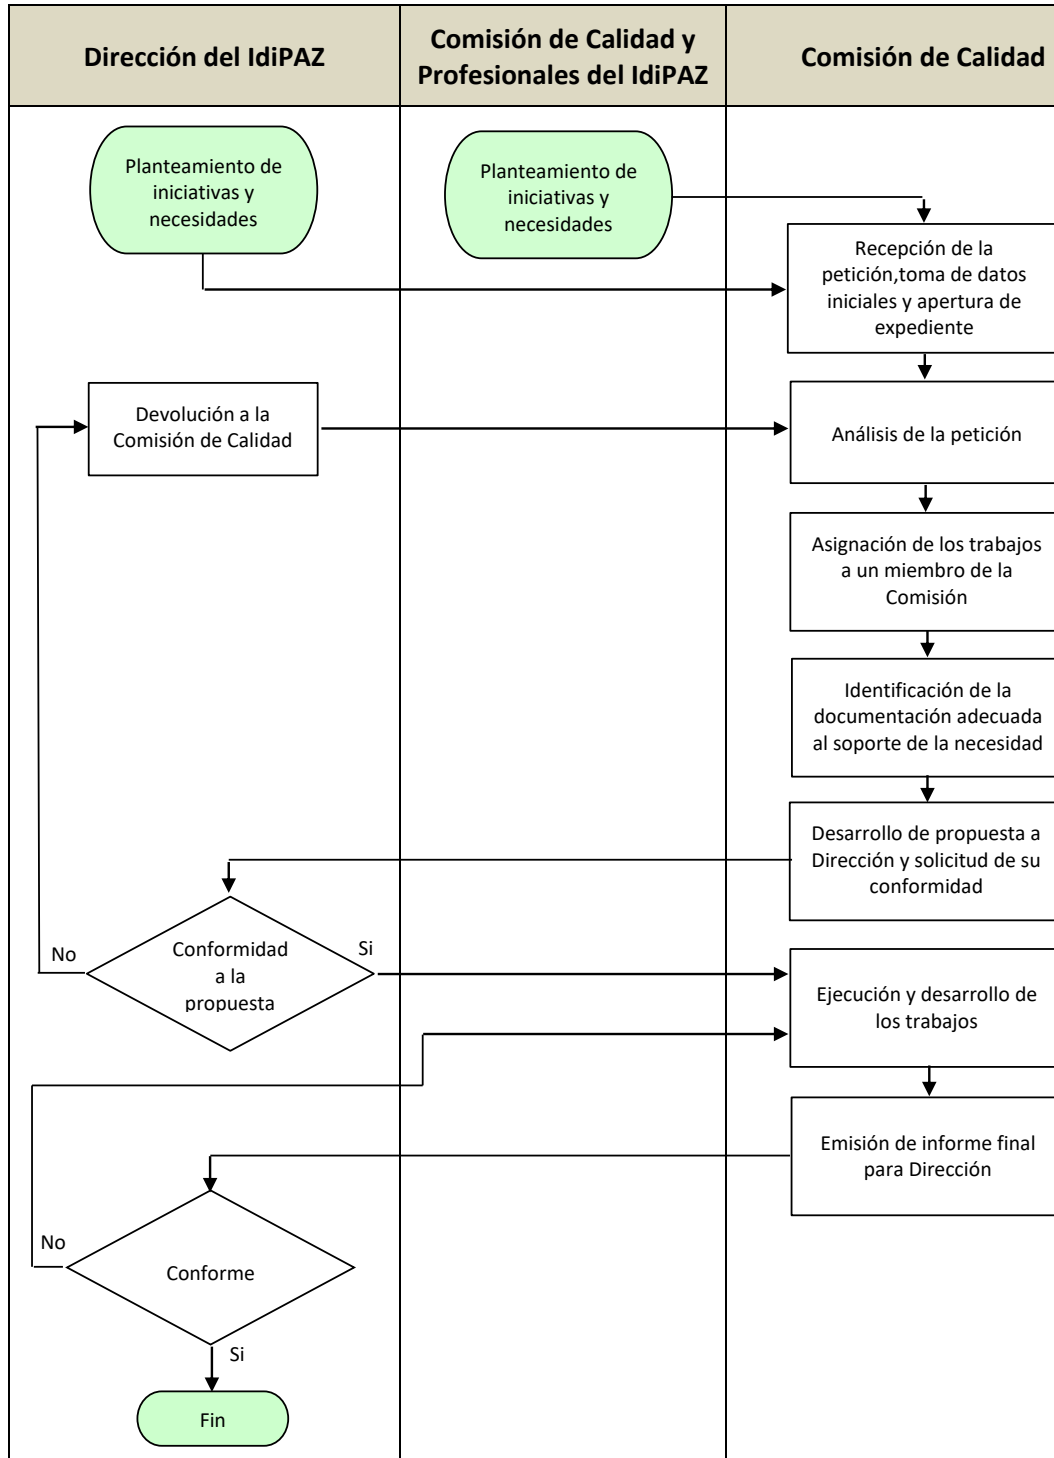 Dirección del IdiPAZ
Comisión de Calidad y
Profesionales del IdiPAZ
Comisión de Calidad
Planteamiento de
iniciativas y
necesidades
Planteamiento de
iniciativas y
necesidades
Recepción de la
petición,toma de datos
iniciales y apertura de
expediente
Devolución a la
Comisión de Calidad
Análisis de la petición
Asignación de los trabajos
a un miembro de la
Comisión
Identificación de la
documentación adecuada
al soporte de la necesidad
Desarrollo de propuesta a
Dirección y solicitud de su
conformidad
No
Conformidad
a la
propuesta
Si
Ejecución y desarrollo de
los trabajos
Emisión de informe final
para Dirección
No
Conforme
Si
Fin